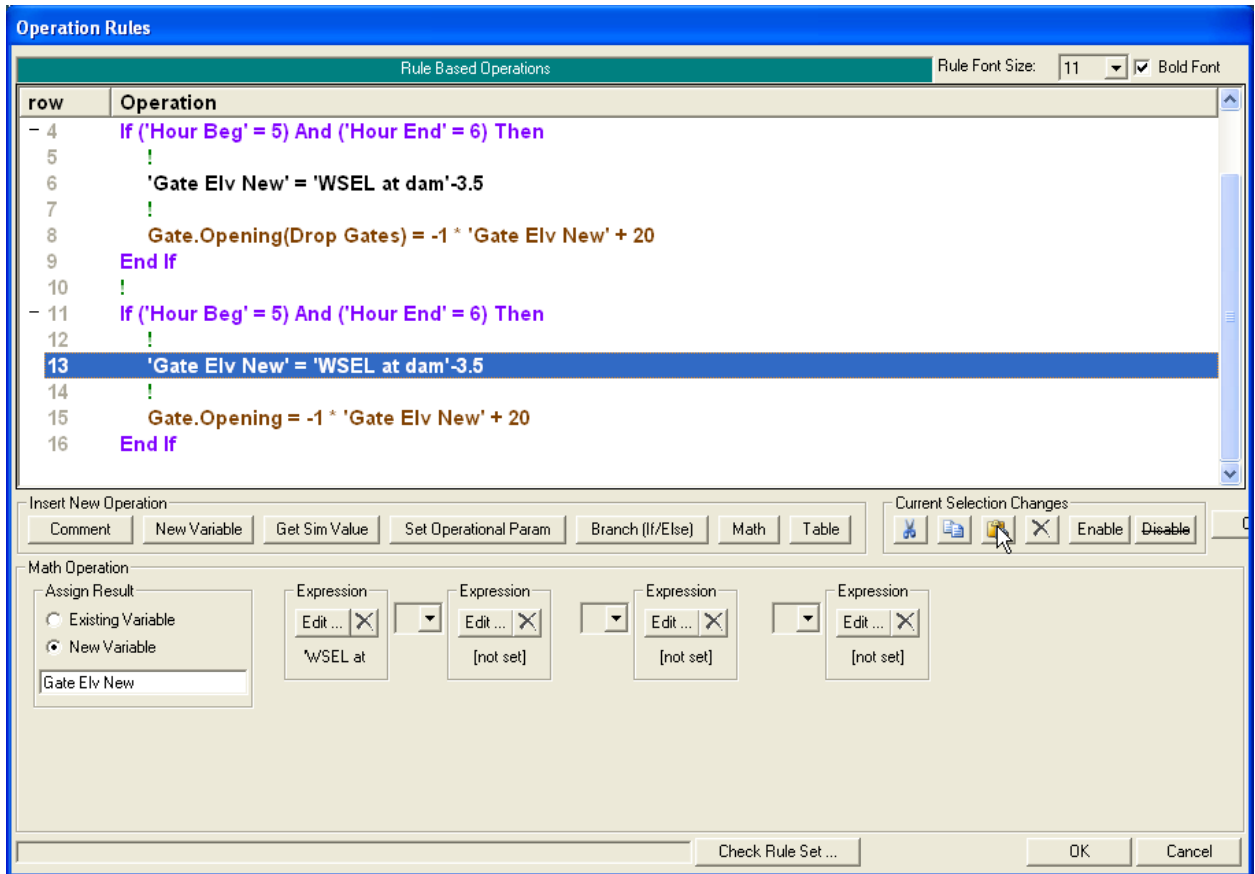 Operation Rules
Rule Based Operations
Rule Font Size: 11 Bold Font
row Operation
− 4 If ('Hour Beg' = 5) And ('Hour End' = 6) Then
5 !
6 'Gate Elv New' = 'WSEL at dam'-3.5
7 !
8 Gate.Opening(Drop Gates) = -1 * 'Gate Elv New' + 20
9 End If
10 !
− 11 If ('Hour Beg' = 5) And ('Hour End' = 6) Then
12 !
13 'Gate Elv New' = 'WSEL at dam'-3.5
14 !
15 Gate.Opening = -1 * 'Gate Elv New' + 20
16 End If
Insert New Operation Current Selection Changes
Comment New Variable Get Sim Value Set Operational Param Branch (If/Else) Math Table Enable Disable
Math Operation
Assign Result Expression Expression Expression Expression
Existing Variable Edit ... Edit ... Edit ... Edit ...
New Variable 'WSEL at [not set] [not set] [not set]
Gate Elv New
Check Rule Set ... OK Cancel